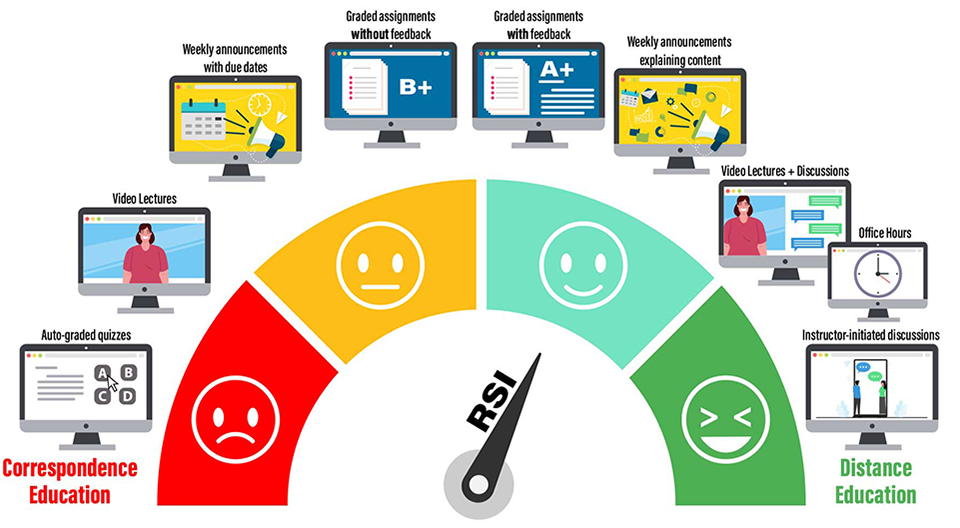 Graded assignments
without feedback
Graded assignments
with feedback
Weekly announcements
with due dates
Weekly announcements
explaining content
B+
A+
Video Lectures
Video Lectures + Discussions
Office Hours
Auto-graded quizzes
Instructor-initiated discussions
A B
C D
RSI
Correspondence
Education
Distance
Education